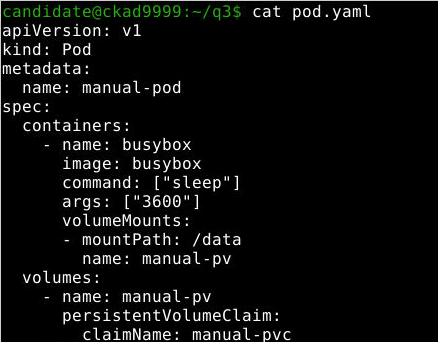 candidate@ckad9999:~/q3$ cat pod.yaml
apiVersion: v1
kind: Pod
metadata:
  name: manual-pod
spec:
  containers:
    - name: busybox
      image: busybox
      command: ["sleep"]
      args: ["3600"]
      volumeMounts:
      - mountPath: /data
        name: manual-pv
  volumes:
    - name: manual-pv
      persistentVolumeClaim:
        claimName: manual-pvc